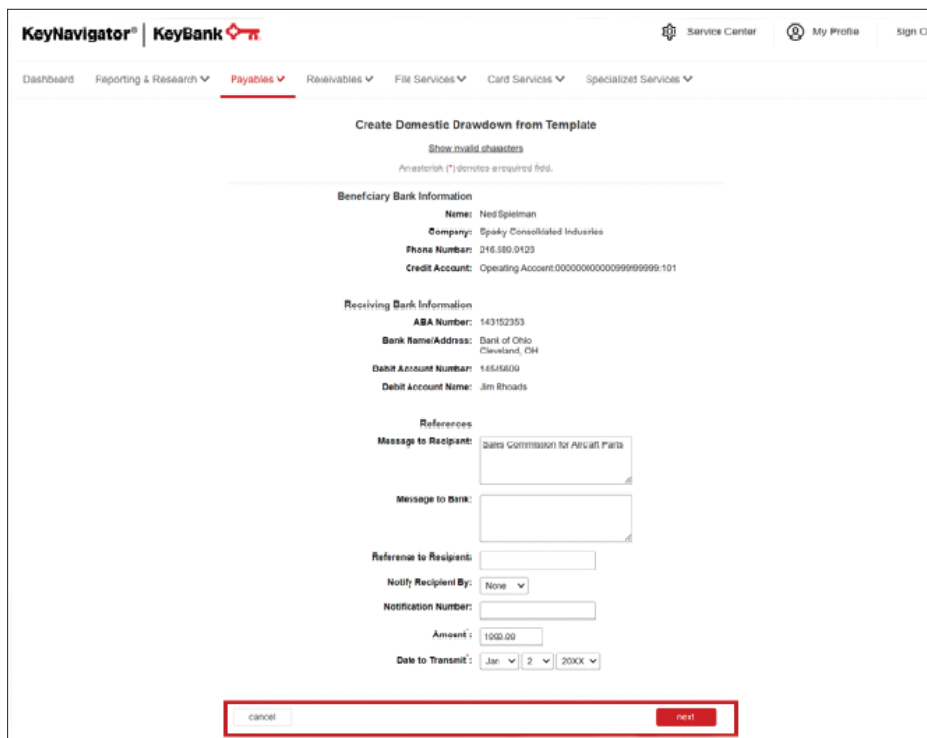 KeyNavigator® | KeyBank
Service Center
My Profile
Sign O
Dashboard
Reporting & Research
Payables
Receivables
File Services
Card Services
Specialized Services
Create Domestic Drawdown from Template
Show invalid characters
An asterisk (*) denotes a required field.
Beneficiary Bank Information
Name: Ned Spielman
Company: Sparky Consolidated Industries
Phone Number: 216.689.0123
Credit Account: Operating Account:
Receiving Bank Information
ABA Number: 143152353
Bank Name/Address: Bank of Ohio
Cleveland, OH
Debit Account Number:
Debit Account Name: Jim Rhoads
References
Message to Recipient: Sales Commission for Aircraft Parts
Message to Bank:
Reference to Recipient:
Notify Recipient By: None
Notification Number:
Amount*: 1000.00
Date to Transmit*: Jan 2 20XX
cancel
next